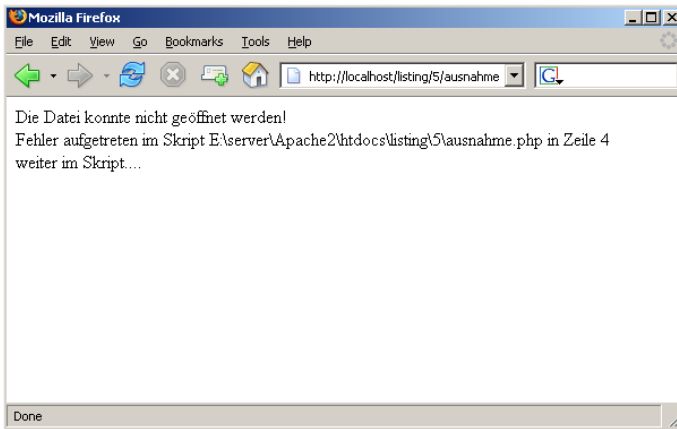 Mozilla Firefox
File Edit View Go Bookmarks Tools Help
http://localhost/listing/5/ausnahme G
Die Datei konnte nicht geöffnet werden!
Fehler aufgetreten im Skript E:\server\Apache2\htdocs\listing\5\ausnahme.php in Zeile 4
weiter im Skript....
Done